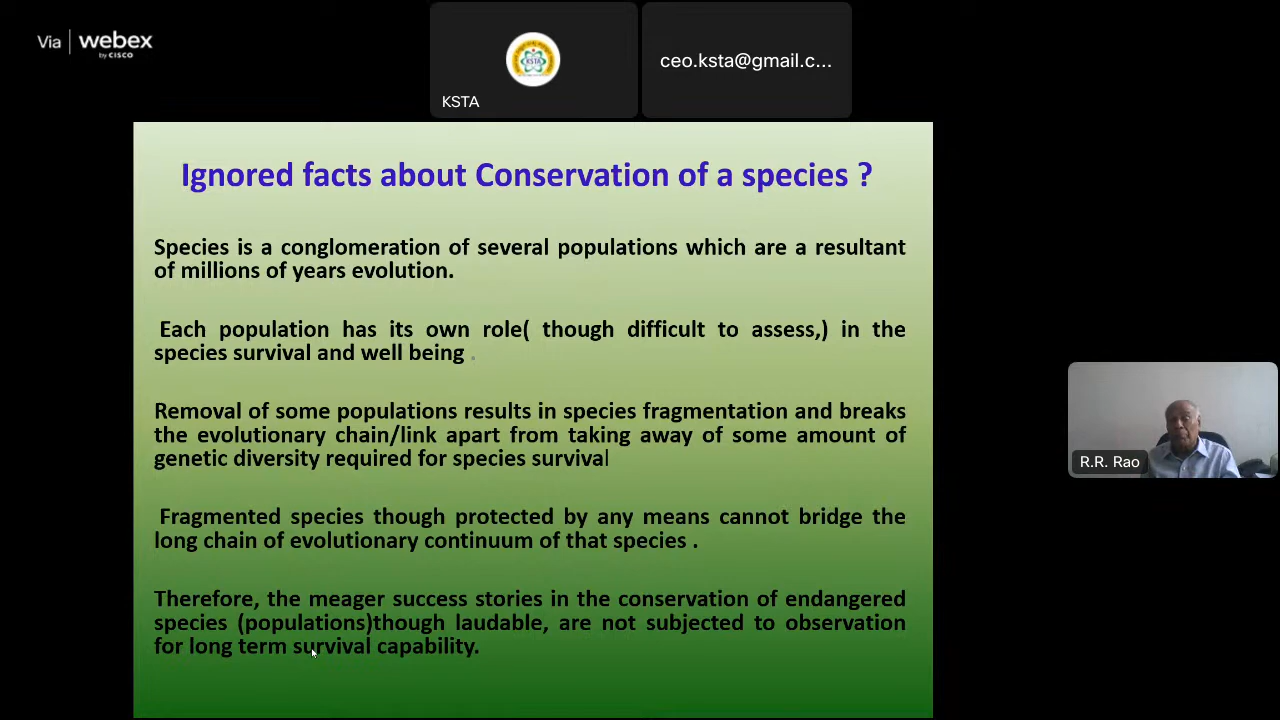 Via webex
by CISCO
KSTA
KSTA
ceo.ksta@gmail.c...
Ignored facts about Conservation of a species ?
Species is a conglomeration of several populations which are a resultant
of millions of years evolution.
Each population has its own role( though difficult to assess,) in the
species survival and well being .
Removal of some populations results in species fragmentation and breaks
the evolutionary chain/link apart from taking away of some amount of
genetic diversity required for species survival
Fragmented species though protected by any means cannot bridge the
long chain of evolutionary continuum of that species .
Therefore, the meager success stories in the conservation of endangered
species (populations)though laudable, are not subjected to observation
for long term survival capability.
R.R. Rao